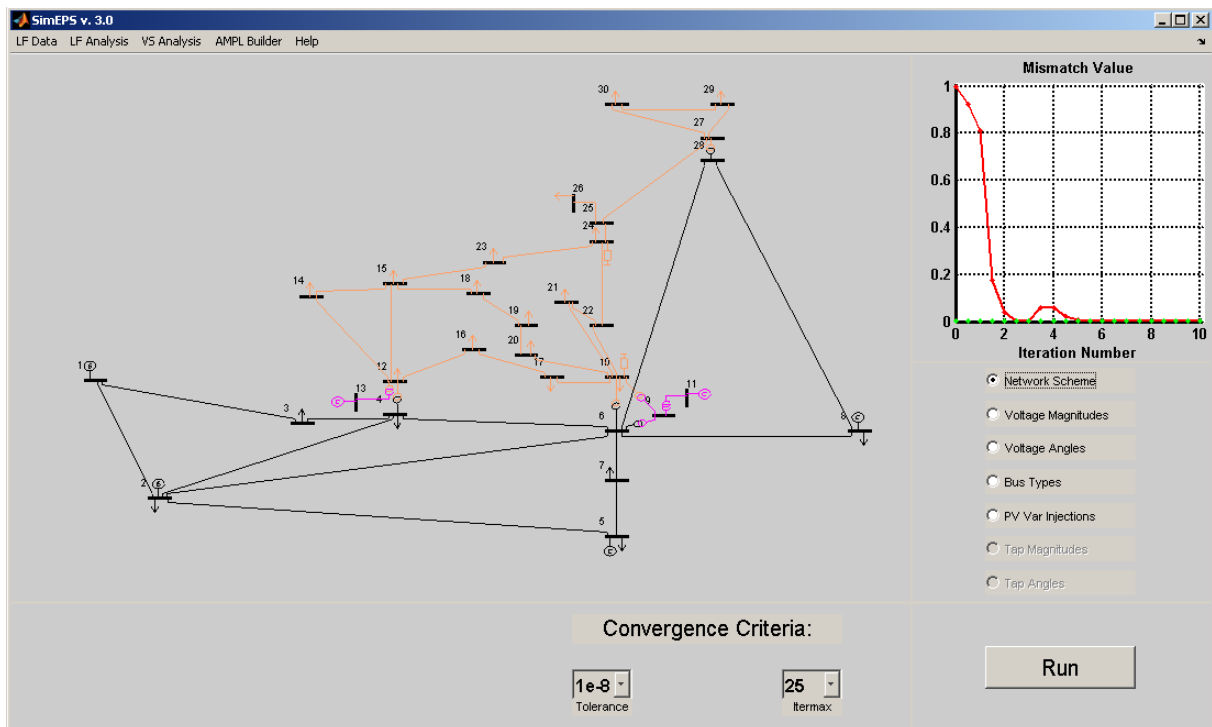 SimEPS v. 3.0
LF Data LF Analysis VS Analysis AMPL Builder Help
Mismatch Value
1
0.8
0.6
0.4
0.2
0
0 2 4 6 8 10
Iteration Number
30 29
27
28
26
25
24
23
15
14 18
21
19
22
16
20
17 10
12
1 13 11
9
4
3 6 8
7
2
5
Network Scheme
Voltage Magnitudes
Voltage Angles
Bus Types
PV Var Injections
Tap Magnitudes
Tap Angles
Convergence Criteria:
1e-8 25
Tolerance Itermax
Run